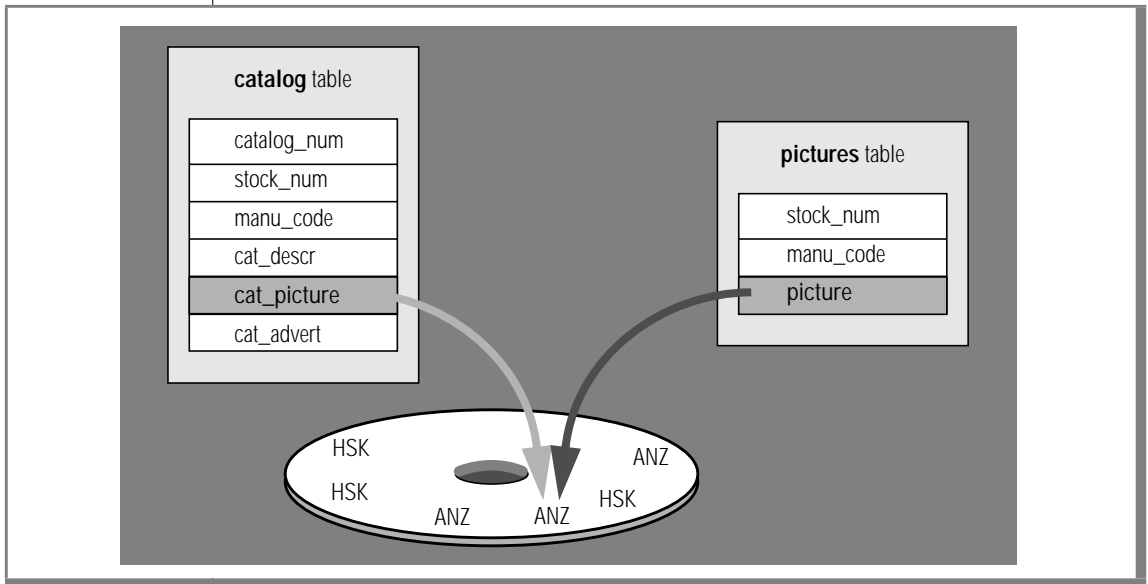 catalog table
catalog_num
stock_num
manu_code
cat_descr
cat_picture
cat_advert
pictures table
stock_num
manu_code
picture
HSK
ANZ
HSK
HSK
ANZ
ANZ